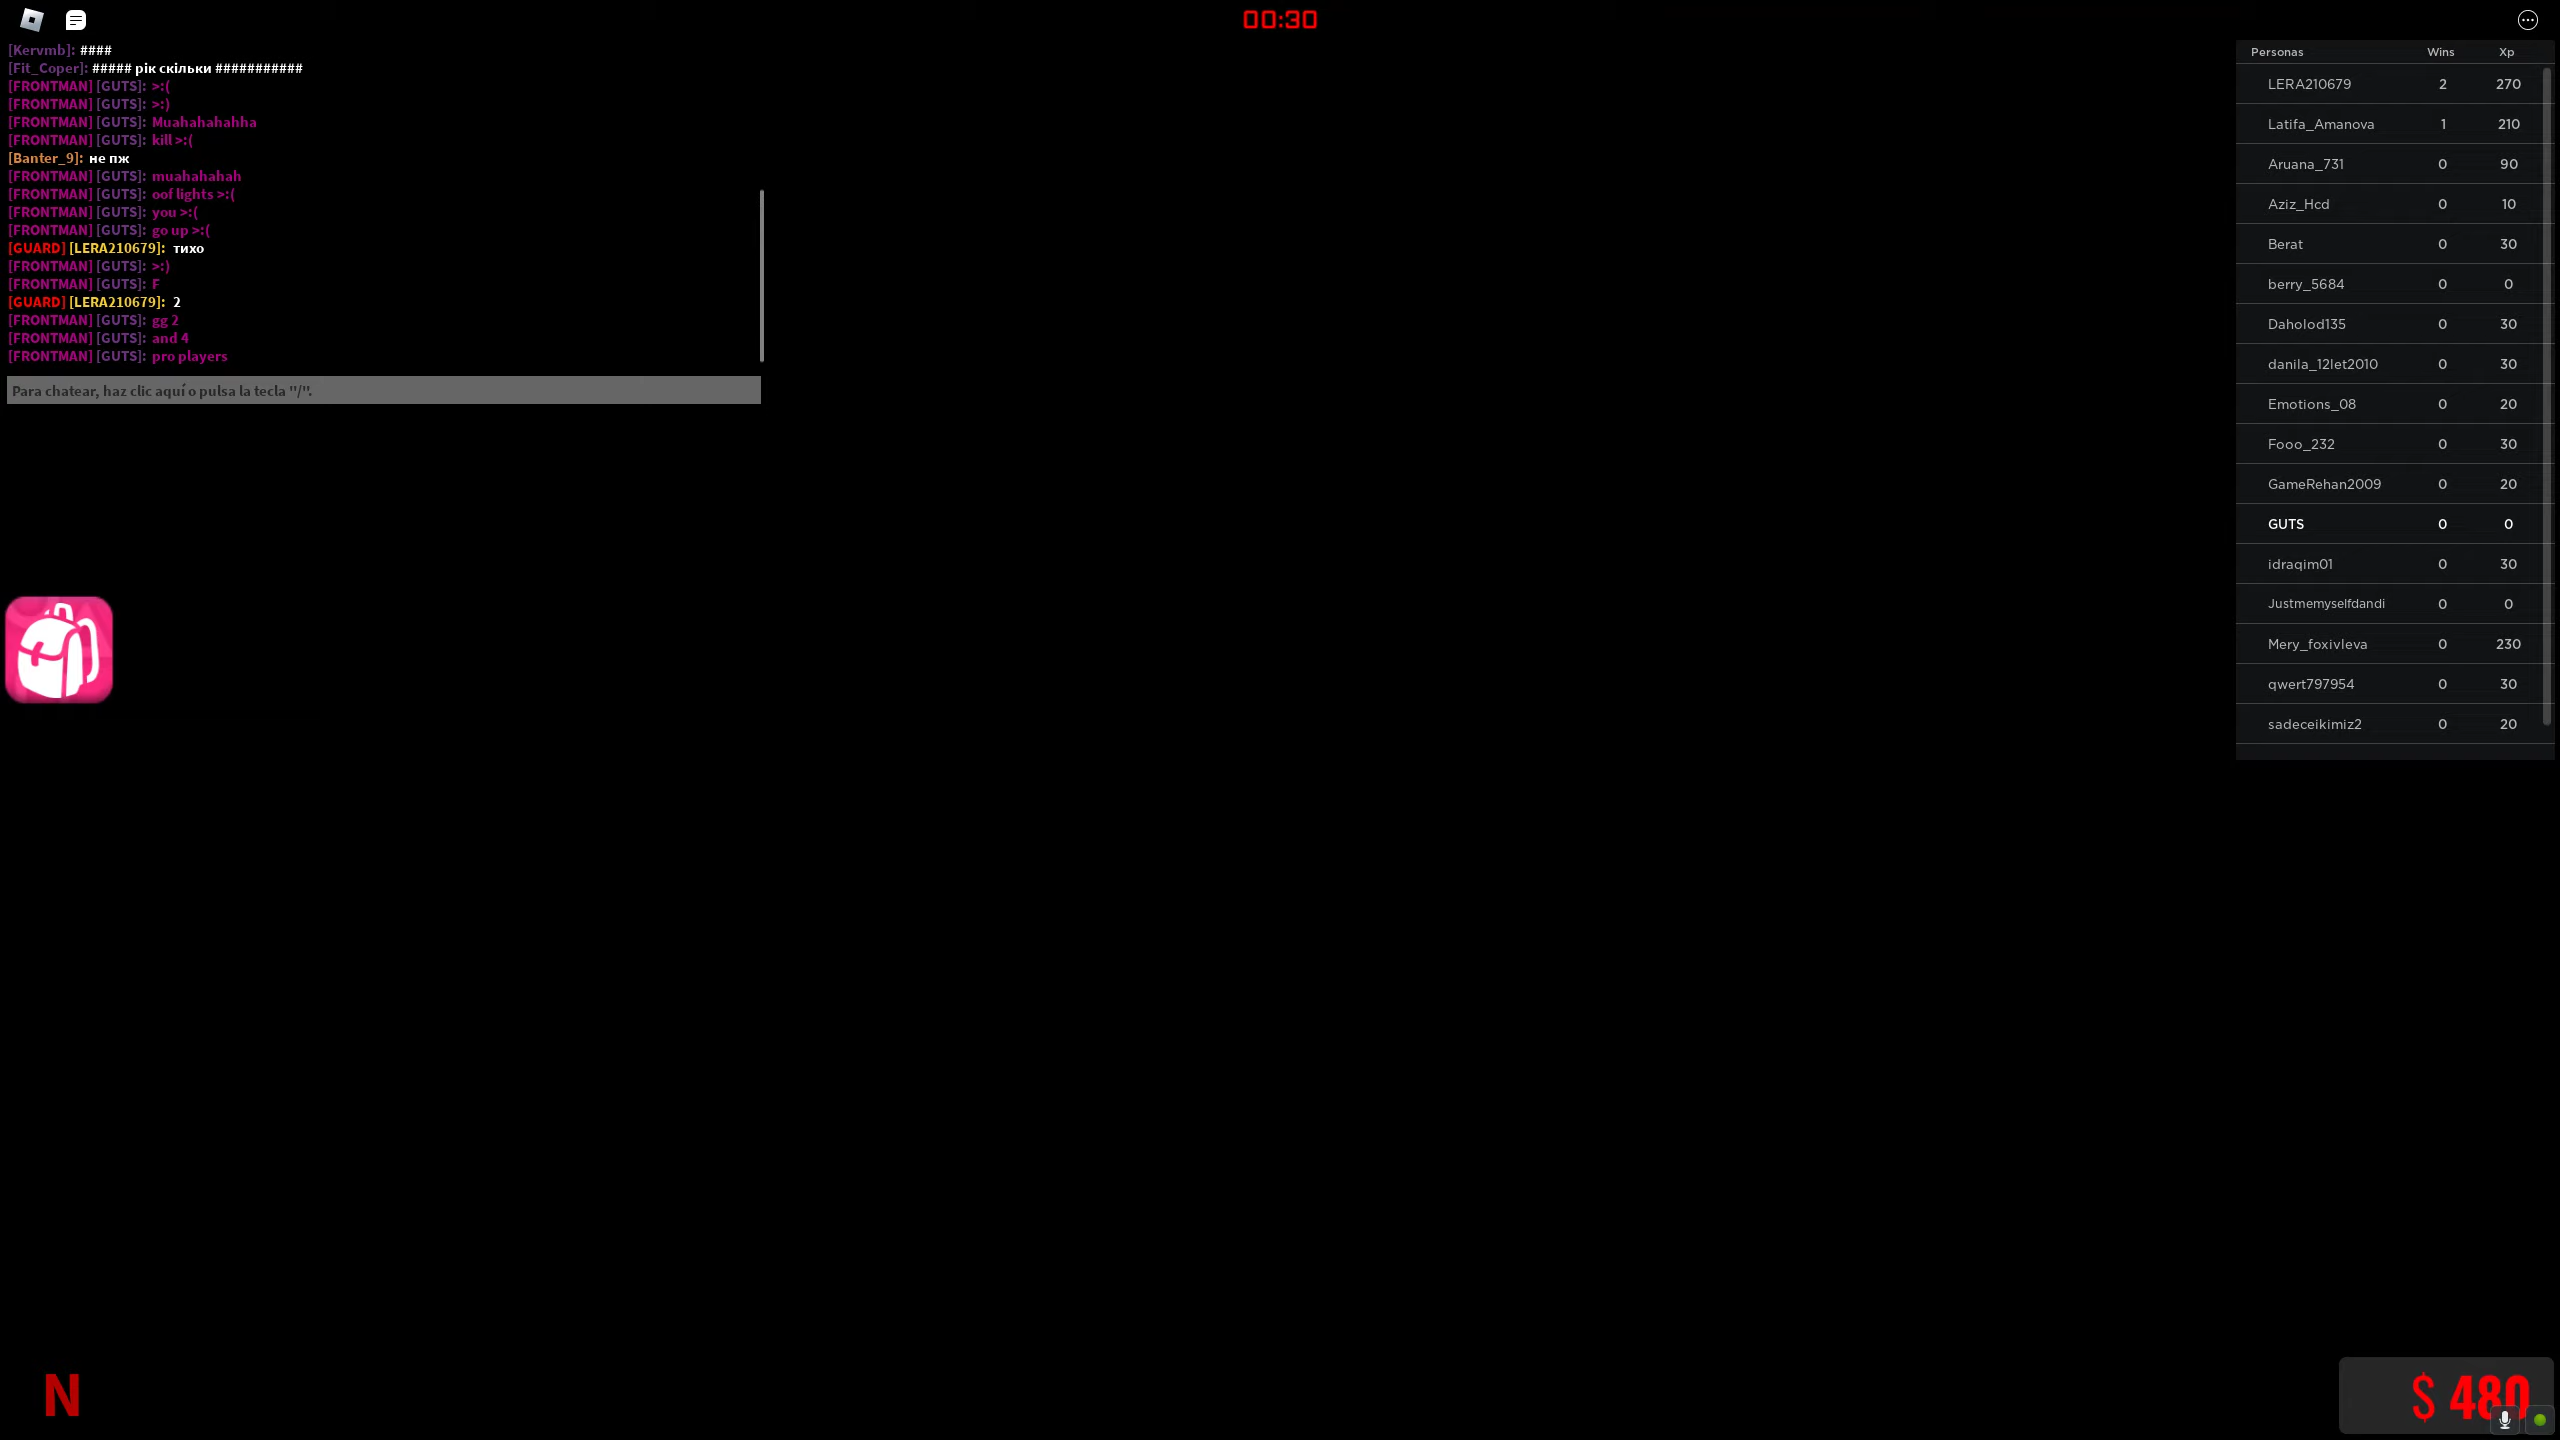 00:30
[Kervmb]: ####
[Fit_Coper]: ##### рік скільки ###########
[FRONTMAN] [GUTS]: >:(
[FRONTMAN] [GUTS]: >:)
[FRONTMAN] [GUTS]: Muahahahahha
[FRONTMAN] [GUTS]: kill >:(
[Banter_9]: не пж
[FRONTMAN] [GUTS]: muahahahah
[FRONTMAN] [GUTS]: oof lights >:(
[FRONTMAN] [GUTS]: you >:(
[FRONTMAN] [GUTS]: go up >:(
[GUARD] [LERA210679]: тихо
[FRONTMAN] [GUTS]: >:)
[FRONTMAN] [GUTS]: F
[GUARD] [LERA210679]: 2
[FRONTMAN] [GUTS]: gg 2
[FRONTMAN] [GUTS]: and 4
[FRONTMAN] [GUTS]: pro players
Para chatear, haz clic aquí o pulsa la tecla "/".
Personas Wins Xp
LERA210679 2 270
Latifa_Amanova 1 210
Aruana_731 0 90
Aziz_Hcd 0 10
Berat 0 30
berry_5684 0 0
Daholod135 0 30
danila_12let2010 0 30
Emotions_08 0 20
Fooo_232 0 30
GameRehan2009 0 20
GUTS 0 0
idraqim01 0 30
Justmemyselfdandi 0 0
Mery_foxivleva 0 230
qwert797954 0 30
sadeceikimiz2 0 20
N
$ 480